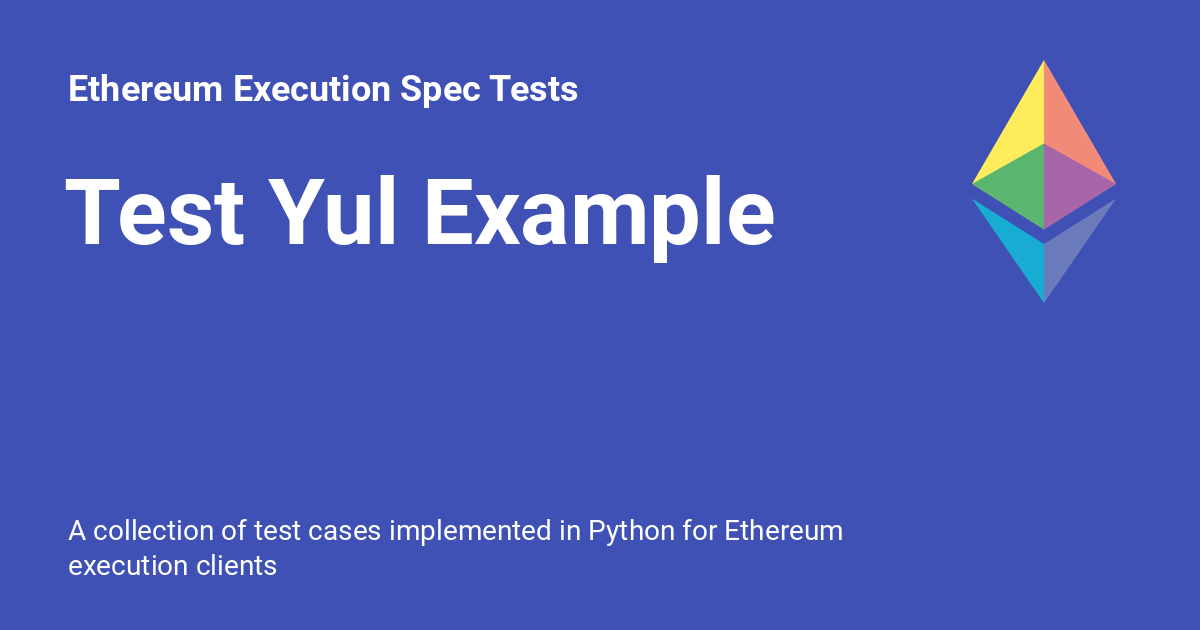 Ethereum Execution Spec Tests
Test Yul Example
A collection of test cases implemented in Python for Ethereum
execution clients